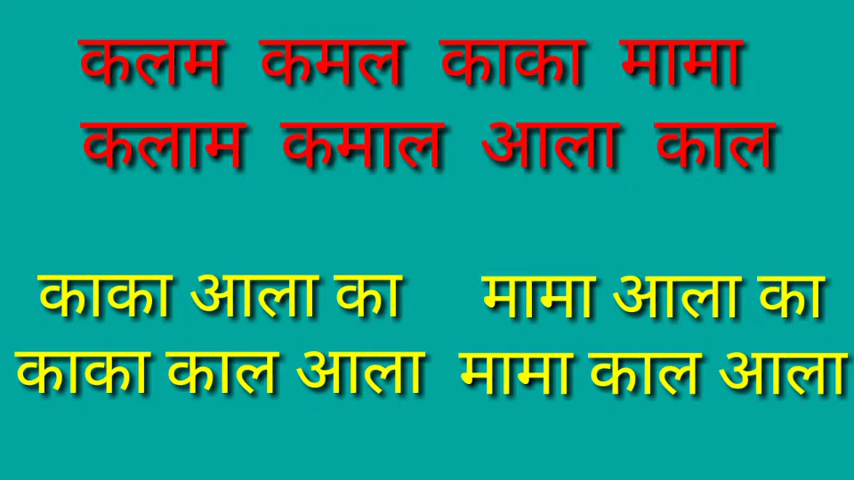 कलम कमल काका मामा
कलाम कमाल आला काल
काका आला का
काका काल आला
मामा आला का
मामा काल आला